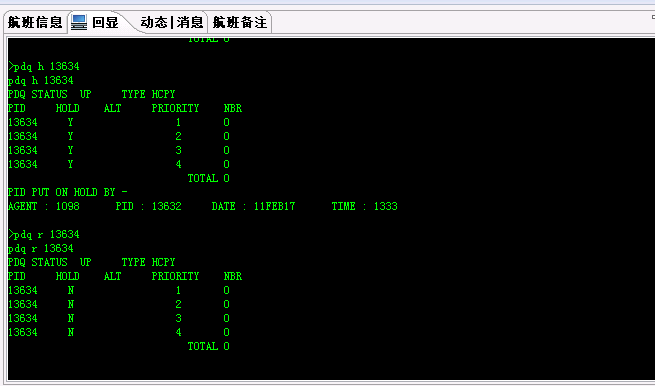 航班信息 回显 动态|消息 航班备注
TOTAL 0
>pdq h 13634
pdq h 13634
PDQ STATUS UP TYPE HCPY
PID HOLD ALT PRIORITY NBR
13634 Y 1 0
13634 Y 2 0
13634 Y 3 0
13634 Y 4 0
TOTAL 0
PID PUT ON HOLD BY -
AGENT : 1098 PID : 13632 DATE : 11FEB17 TIME : 1333
>pdq r 13634
pdq r 13634
PDQ STATUS UP TYPE HCPY
PID HOLD ALT PRIORITY NBR
13634 N 1 0
13634 N 2 0
13634 N 3 0
13634 N 4 0
TOTAL 0